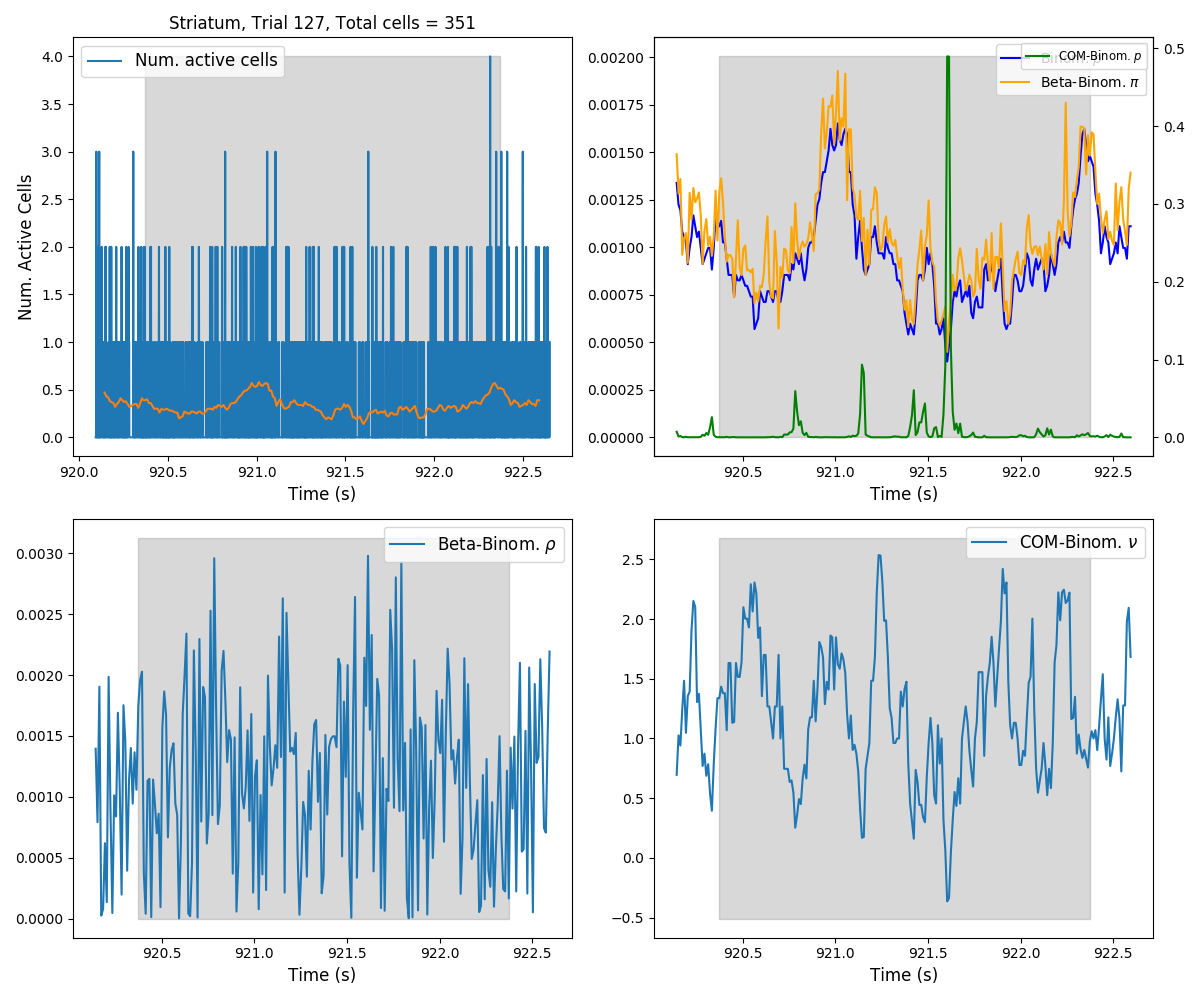 Striatum, Trial 127, Total cells = 351
Num. active cells
4.0
3.5
3.0
2.5
2.0
1.5
1.0
0.5
0.0
Num. Active Cells
920.0 920.5 921.0 921.5 922.0 922.5
Time (s)
COM-Binom. p
Beta-Binom. π
0.00200
0.00175
0.00150
0.00125
0.00100
0.00075
0.00050
0.00025
0.00000
0.5
0.4
0.3
0.2
0.1
0.0
920.5 921.0 921.5 922.0 922.5
Time (s)
Beta-Binom. ρ
0.0030
0.0025
0.0020
0.0015
0.0010
0.0005
0.0000
920.5 921.0 921.5 922.0 922.5
Time (s)
COM-Binom. ν
2.5
2.0
1.5
1.0
0.5
0.0
−0.5
920.5 921.0 921.5 922.0 922.5
Time (s)